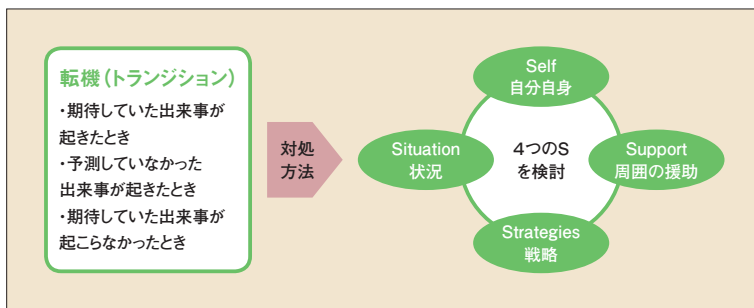 転機(トランジション)
・期待していた出来事が
起きたとき
・予測していなかった
出来事が起きたとき
・期待していた出来事が
起こらなかったとき
対処
方法
Self
自分自身
Situation
状況
4つのS
を検討
Support
周囲の援助
Strategies
戦略